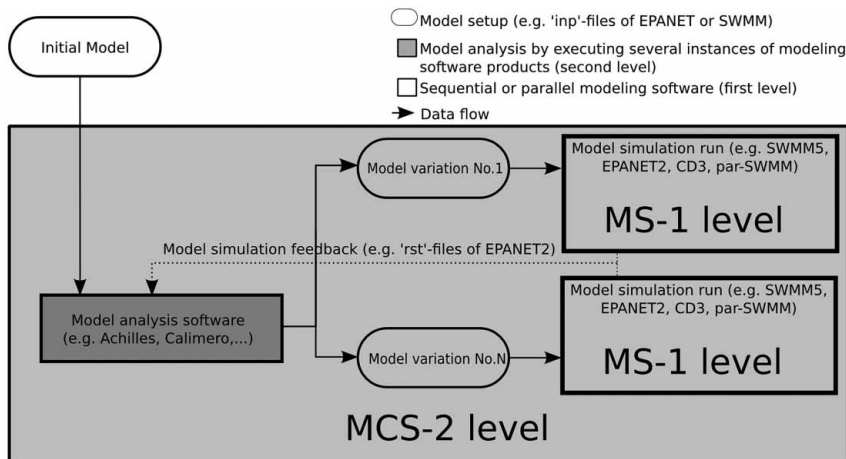 Initial Model
Model setup (e.g. 'inp'-files of EPANET or SWMM)
Model analysis by executing several instances of modeling
software products (second level)
Sequential or parallel modeling software (first level)
Data flow
Model variation No.1
Model simulation run (e.g. SWMM5,
EPANET2, CD3, par-SWMM)
MS-1 level
Model simulation feedback (e.g. 'rst'-files of EPANET2)
Model analysis software
(e.g. Achilles, Calimero,...)
Model variation No.N
Model simulation run (e.g. SWMM5,
EPANET2, CD3, par-SWMM)
MS-1 level
MCS-2 level